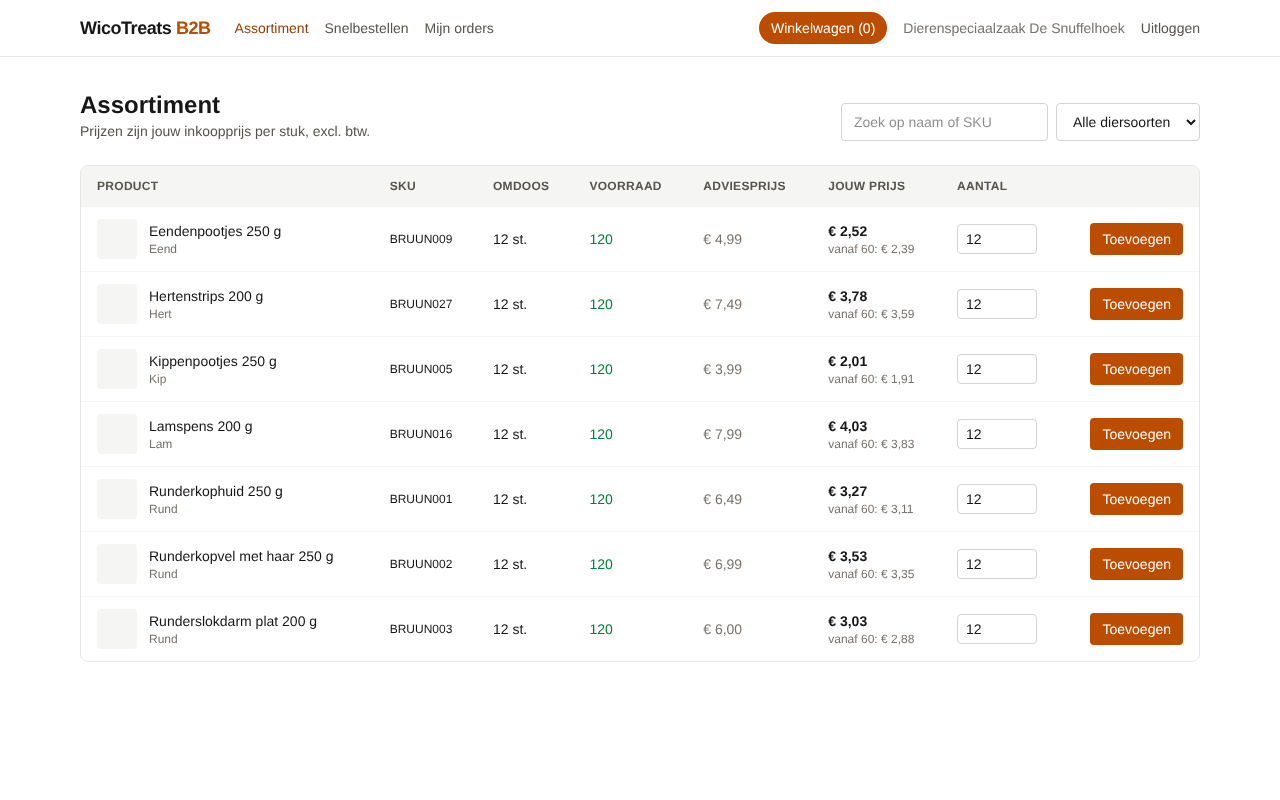 WicoTreats B2B Assortiment Snelbestellen Mijn orders Winkelwagen (0) Dierenspeciaalzaak De Snuffelhoek Uitloggen
Assortiment
Prijzen zijn jouw inkoopprijs per stuk, excl. btw.
Zoek op naam of SKU Alle diersoorten
PRODUCT SKU OMDOOS VOORRAAD ADVIESPRIJS JOUW PRIJS AANTAL
Eendenpootjes 250 g BRUUN009 12 st. 120 € 4,99 € 2,52 12 Toevoegen
Eend vanaf 60: € 2,39
Hertenstrips 200 g BRUUN027 12 st. 120 € 7,49 € 3,78 12 Toevoegen
Hert vanaf 60: € 3,59
Kippenpootjes 250 g BRUUN005 12 st. 120 € 3,99 € 2,01 12 Toevoegen
Kip vanaf 60: € 1,91
Lamspens 200 g BRUUN016 12 st. 120 € 7,99 € 4,03 12 Toevoegen
Lam vanaf 60: € 3,83
Runderkophuid 250 g BRUUN001 12 st. 120 € 6,49 € 3,27 12 Toevoegen
Rund vanaf 60: € 3,11
Runderkopvel met haar 250 g BRUUN002 12 st. 120 € 6,99 € 3,53 12 Toevoegen
Rund vanaf 60: € 3,35
Runderslokdarm plat 200 g BRUUN003 12 st. 120 € 6,00 € 3,03 12 Toevoegen
Rund vanaf 60: € 2,88